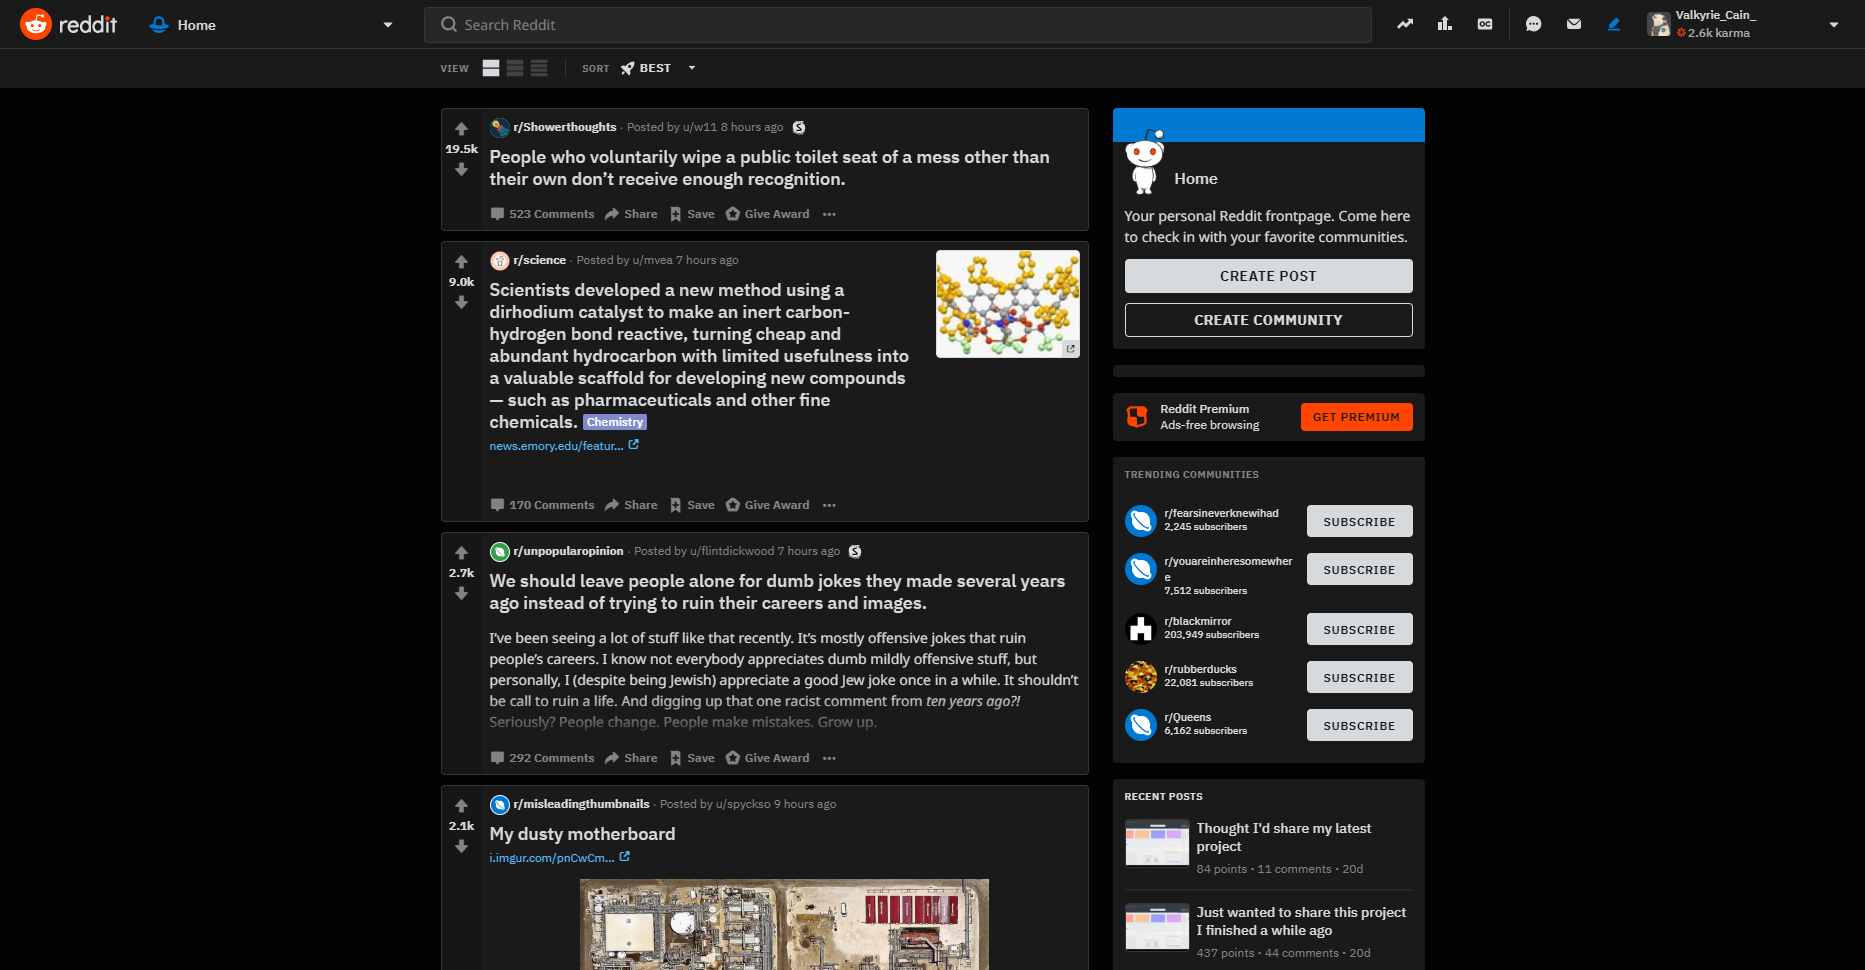 reddit
Home
Search Reddit
Valkyrie_Cain_
2.6k karma
VIEW
SORT
BEST
19.5k
r/Showerthoughts · Posted by u/w11 8 hours ago
People who voluntarily wipe a public toilet seat of a mess other than
their own don’t receive enough recognition.
523 Comments Share Save Give Award
9.0k
r/science · Posted by u/mvea 7 hours ago
Scientists developed a new method using a
dirhodium catalyst to make an inert carbon-
hydrogen bond reactive, turning cheap and
abundant hydrocarbon with limited usefulness into
a valuable scaffold for developing new compounds
— such as pharmaceuticals and other fine
chemicals. Chemistry
news.emory.edu/featur...
170 Comments Share Save Give Award
2.7k
r/unpopularopinion · Posted by u/flintdickwood 7 hours ago
We should leave people alone for dumb jokes they made several years
ago instead of trying to ruin their careers and images.
I’ve been seeing a lot of stuff like that recently. It’s mostly offensive jokes that ruin
people’s careers. I know not everybody appreciates dumb mildly offensive stuff, but
personally, I (despite being Jewish) appreciate a good Jew joke once in a while. It shouldn’t
be call to ruin a life. And digging up that one racist comment from ten years ago?!
Seriously? People change. People make mistakes. Grow up.
292 Comments Share Save Give Award
2.1k
r/misleadingthumbnails · Posted by u/spyckso 9 hours ago
My dusty motherboard
i.imgur.com/pnCwCm...
Home
Your personal Reddit frontpage. Come here
to check in with your favorite communities.
CREATE POST
CREATE COMMUNITY
Reddit Premium
Ads-free browsing
GET PREMIUM
TRENDING COMMUNITIES
r/fearsineverknewihad
2,245 subscribers
SUBSCRIBE
r/youareinheresomewher
e
7,512 subscribers
SUBSCRIBE
r/blackmirror
203,949 subscribers
SUBSCRIBE
r/rubberducks
22,081 subscribers
SUBSCRIBE
r/Queens
6,162 subscribers
SUBSCRIBE
RECENT POSTS
Thought I'd share my latest
project
84 points • 11 comments • 20d
Just wanted to share this project
I finished a while ago
437 points • 44 comments • 20d